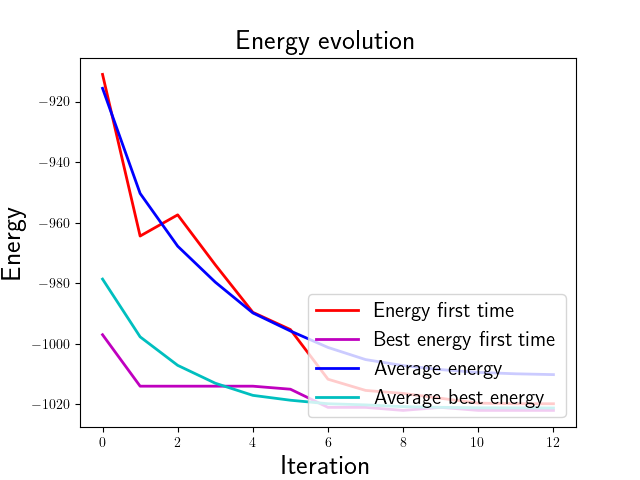 Energy evolution
Energy
−920
−940
−960
−980
−1000
−1020
Energy first time
Best energy first time
Average energy
Average best energy
0 2 4 6 8 10 12
Iteration